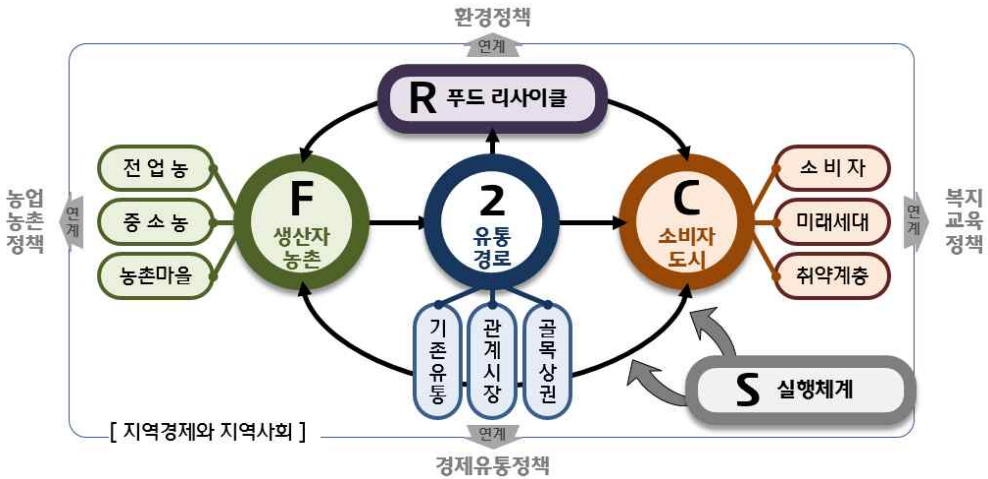 환경정책
연계
R 푸드 리사이클
전업농
중소농
농촌마을
농업
농촌
정책
연계
F
생산자
농촌
2
유통
경로
C
소비자
도시
소비자
미래세대
취약계층
연계
복지
교육
정책
기존유통
관계시장
골목상권
S 실행체계
[ 지역경제와 지역사회 ]
연계
경제유통정책